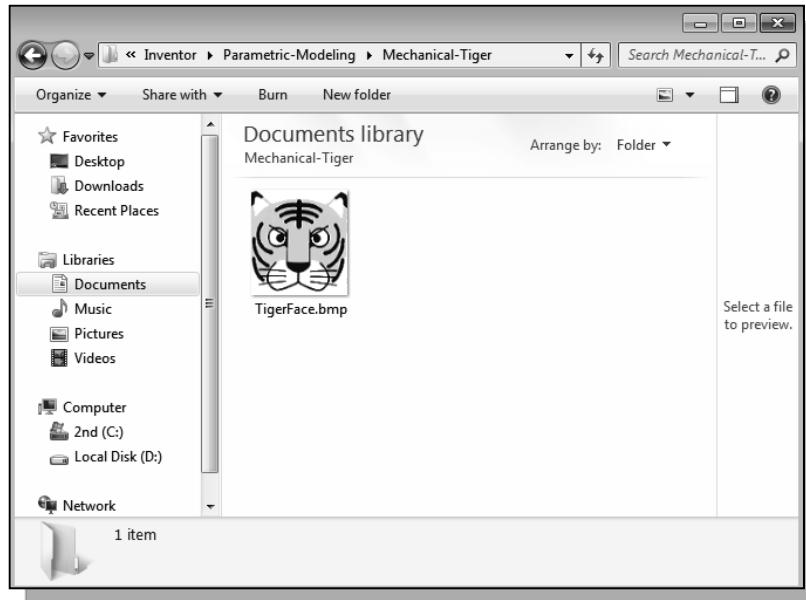 « Inventor ▸ Parametric-Modeling ▸ Mechanical-Tiger
Search Mechanical-T...
Organize ▾ Share with ▾ Burn New folder
Favorites
Desktop
Downloads
Recent Places
Libraries
Documents
Music
Pictures
Videos
Computer
2nd (C:)
Local Disk (D:)
Network
Documents library
Mechanical-Tiger
Arrange by: Folder ▾
TigerFace.bmp
Select a file
to preview.
1 item